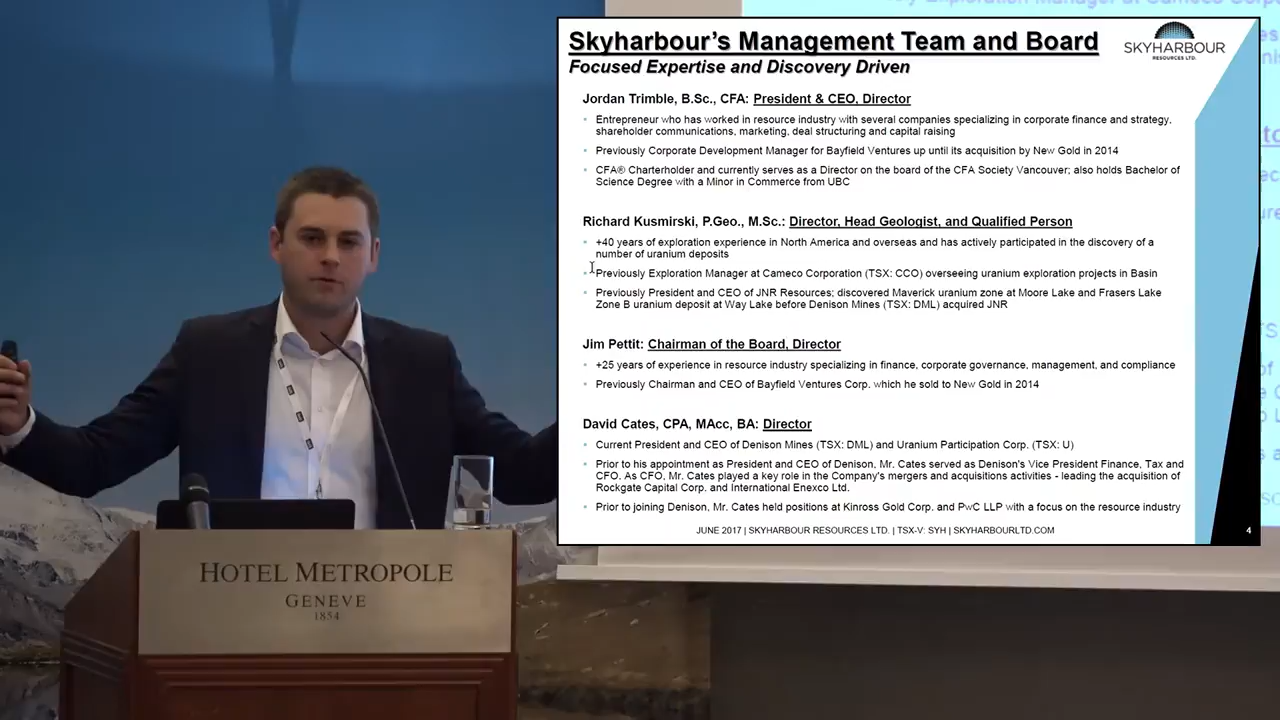 Skyharbour's Management Team and Board
Focused Expertise and Discovery Driven
SKYHARBOUR
RESOURCES LTD.
Jordan Trimble, B.Sc., CFA: President & CEO, Director
Entrepreneur who has worked in resource industry with several companies specializing in corporate finance and strategy,
shareholder communications, marketing, deal structuring and capital raising
Previously Corporate Development Manager for Bayfield Ventures up until its acquisition by New Gold in 2014
CFA® Charterholder and currently serves as a Director on the board of the CFA Society Vancouver; also holds Bachelor of
Science Degree with a Minor in Commerce from UBC
Richard Kusmirski, P.Geo., M.Sc.: Director, Head Geologist, and Qualified Person
+40 years of exploration experience in North America and overseas and has actively participated in the discovery of a
number of uranium deposits
Previously Exploration Manager at Cameco Corporation (TSX: CCO) overseeing uranium exploration projects in Basin
Previously President and CEO of JNR Resources; discovered Maverick uranium zone at Moore Lake and Frasers Lake
Zone B uranium deposit at Way Lake before Denison Mines (TSX: DML) acquired JNR
Jim Pettit: Chairman of the Board, Director
+25 years of experience in resource industry specializing in finance, corporate governance, management, and compliance
Previously Chairman and CEO of Bayfield Ventures Corp. which he sold to New Gold in 2014
David Cates, CPA, MAcc, BA: Director
Current President and CEO of Denison Mines (TSX: DML) and Uranium Participation Corp. (TSX: U)
Prior to his appointment as President and CEO of Denison, Mr. Cates served as Denison's Vice President Finance, Tax and
CFO. As CFO, Mr. Cates played a key role in the Company's mergers and acquisitions activities - leading the acquisition of
Rockgate Capital Corp. and International Enexco Ltd.
Prior to joining Denison, Mr. Cates held positions at Kinross Gold Corp. and PwC LLP with a focus on the resource industry
JUNE 2017 | SKYHARBOUR RESOURCES LTD. | TSX-V: SYH | SKYHARBOURLTD.COM
4
HOTEL METROPOLE
GENEVE
1854